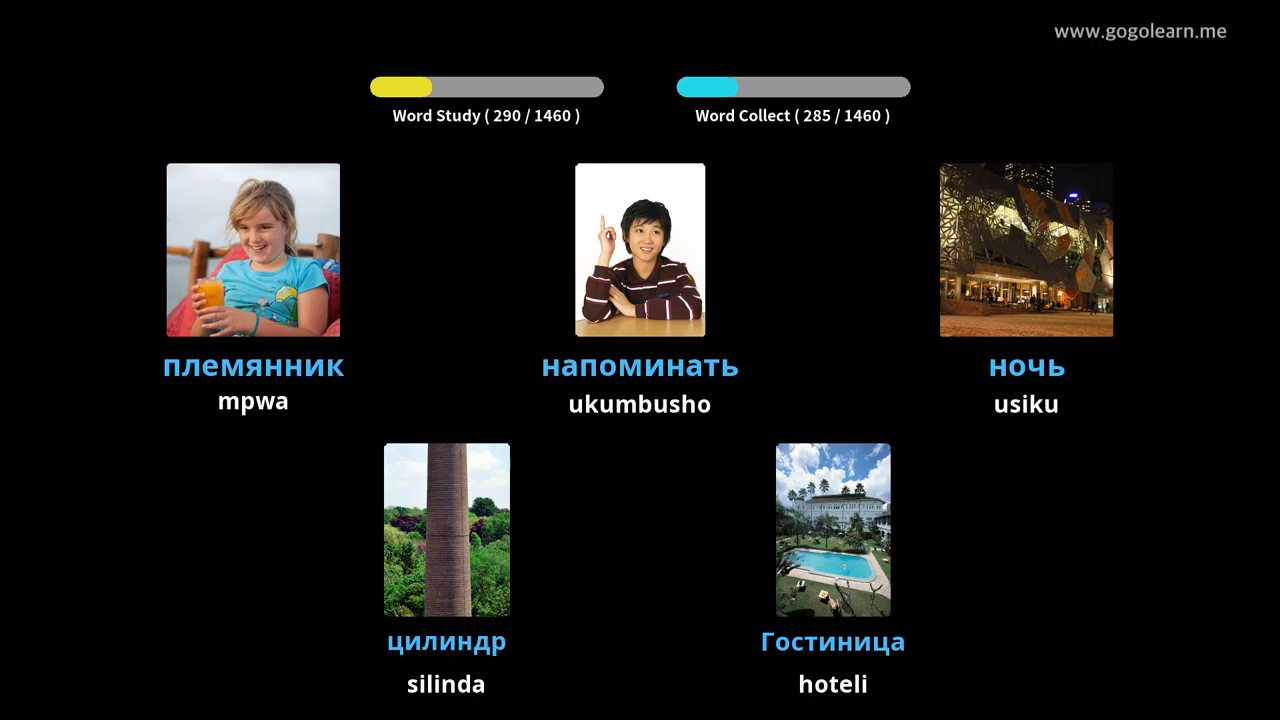 www.gogolearn.me
Word Study ( 290 / 1460 )
Word Collect ( 285 / 1460 )
племянник
mpwa
напоминать
ukumbusho
ночь
usiku
цилиндр
silinda
Гостиница
hoteli